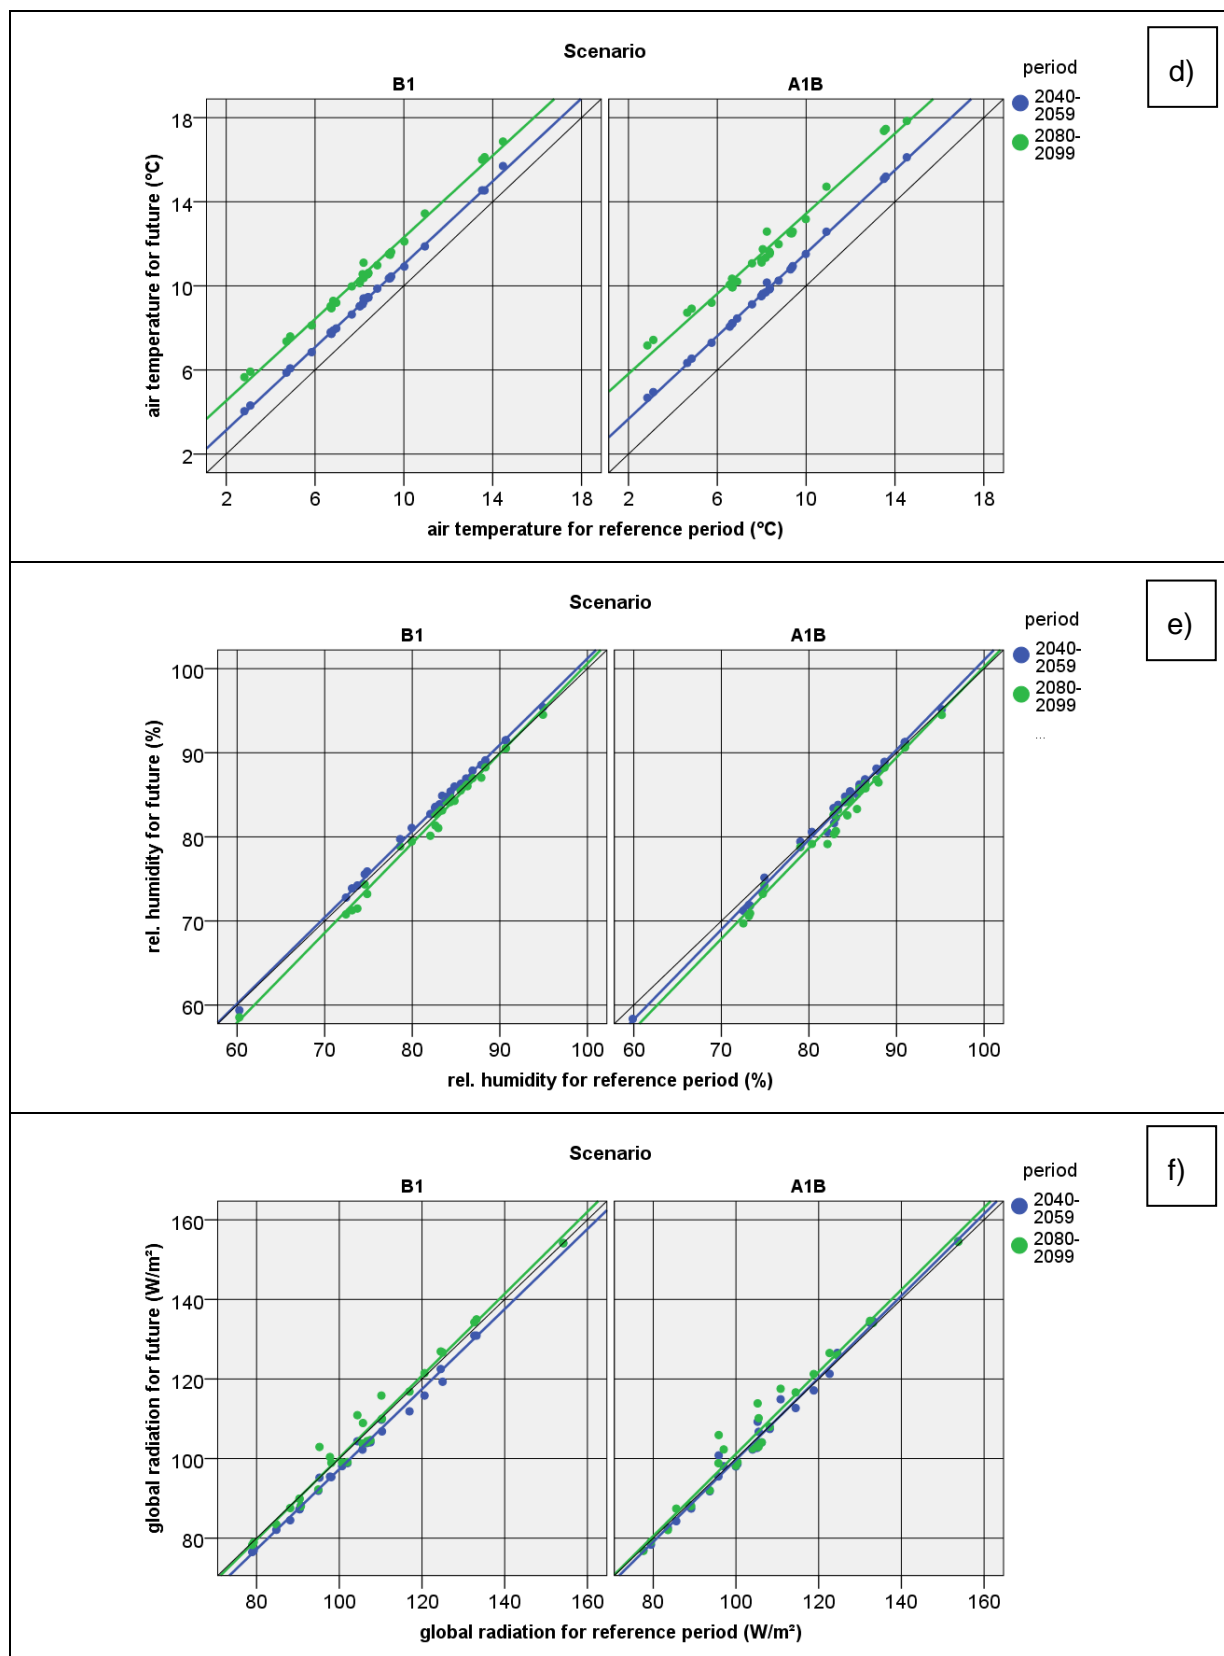 Scenario
d)
B1
A1B
period
2040-
2059
2080-
2099
air temperature for future (°C)
18
14
10
6
2
2 6 10 14 18
2 6 10 14 18
air temperature for reference period (°C)
Scenario
e)
B1
A1B
period
2040-
2059
2080-
2099
...
rel. humidity for future (%)
100
90
80
70
60
60 70 80 90 100
60 70 80 90 100
rel. humidity for reference period (%)
Scenario
f)
B1
A1B
period
2040-
2059
2080-
2099
global radiation for future (W/m²)
160
140
120
100
80
80 100 120 140 160
80 100 120 140 160
global radiation for reference period (W/m²)